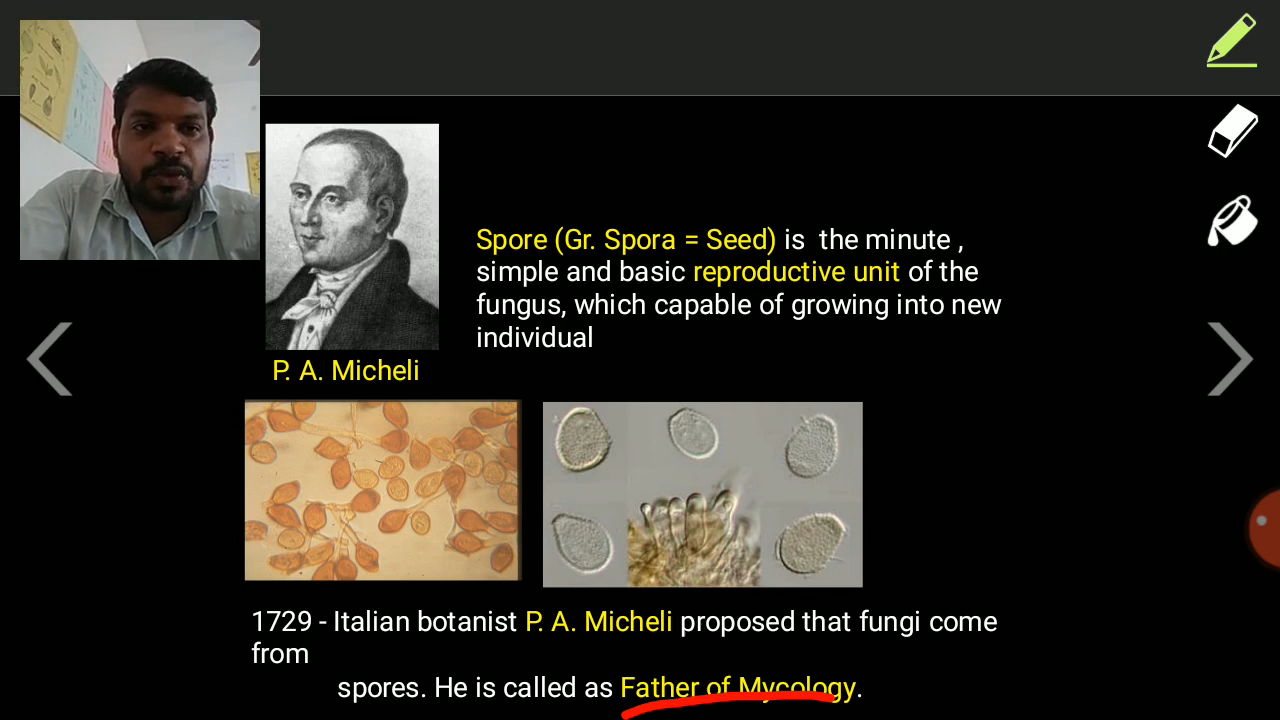 Spore (Gr. Spora = Seed) is the minute ,
simple and basic reproductive unit of the
fungus, which capable of growing into new
individual
P. A. Micheli
1729 - Italian botanist P. A. Micheli proposed that fungi come
from
spores. He is called as Father of Mycology.